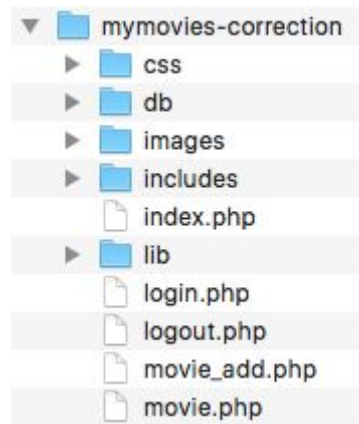 mymovies-correction
css
db
images
includes
index.php
lib
login.php
logout.php
movie_add.php
movie.php